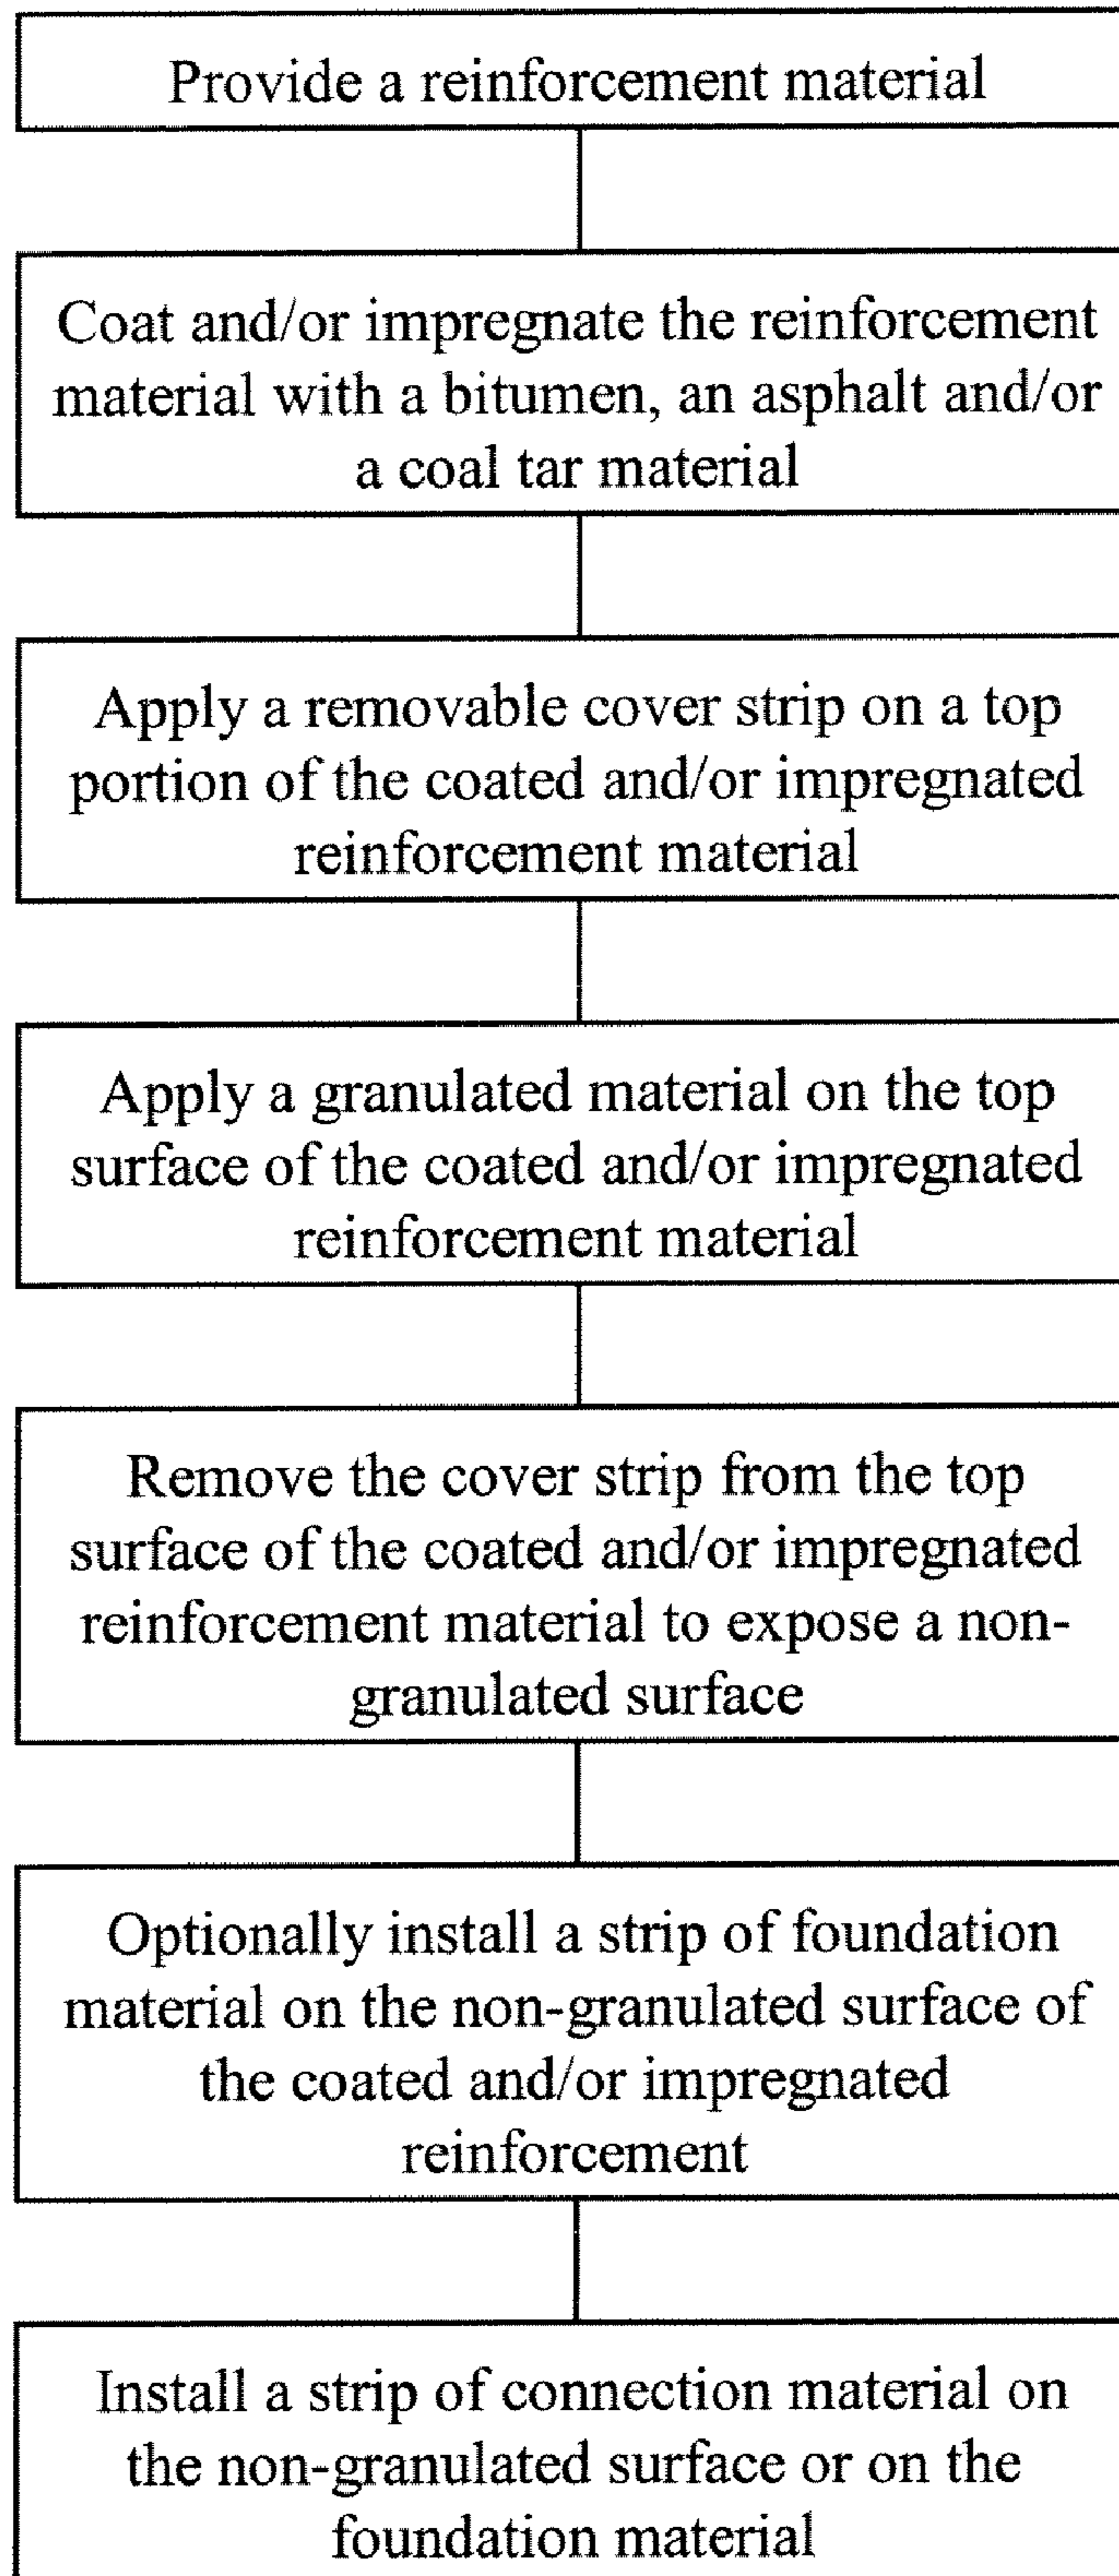 Provide a reinforcement material
Coat and/or impregnate the reinforcement
material with a bitumen, an asphalt and/or
a coal tar material
Apply a removable cover strip on a top
portion of the coated and/or impregnated
reinforcement material
Apply a granulated material on the top
surface of the coated and/or impregnated
reinforcement material
Remove the cover strip from the top
surface of the coated and/or impregnated
reinforcement material to expose a non-
granulated surface
Optionally install a strip of foundation
material on the non-granulated surface of
the coated and/or impregnated
reinforcement
Install a strip of connection material on
the non-granulated surface or on the
foundation material